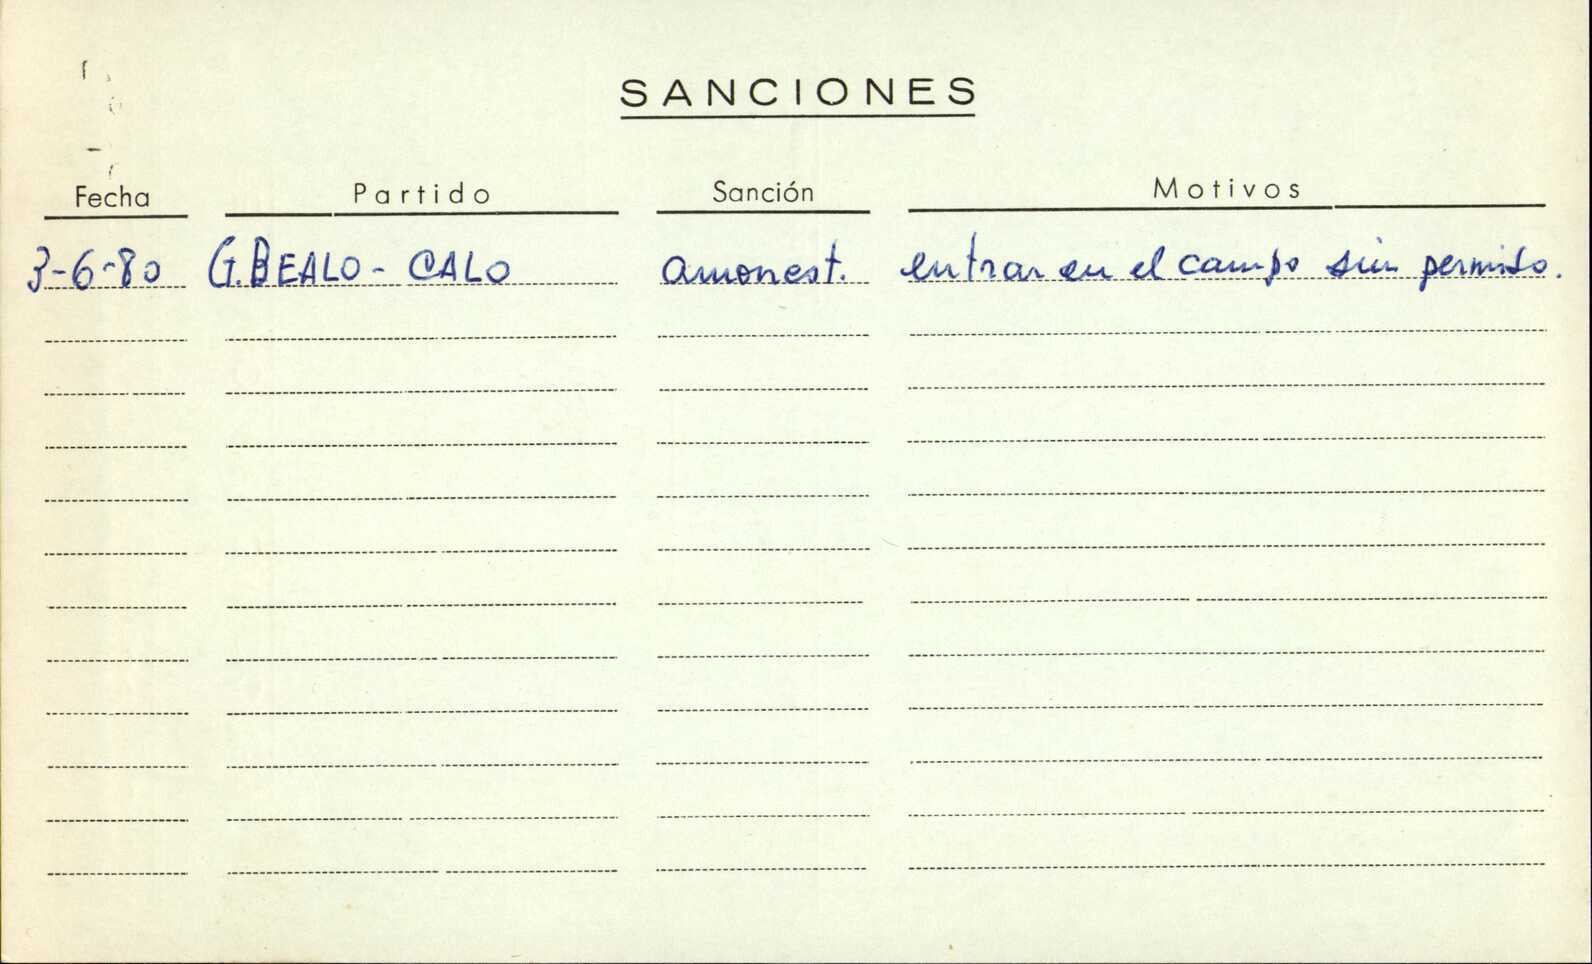 SANCIONES
Fecha Partido Sanción Motivos
3-6-80 G.BEALO - CALO amonest. entrar en el campo sin permiso.